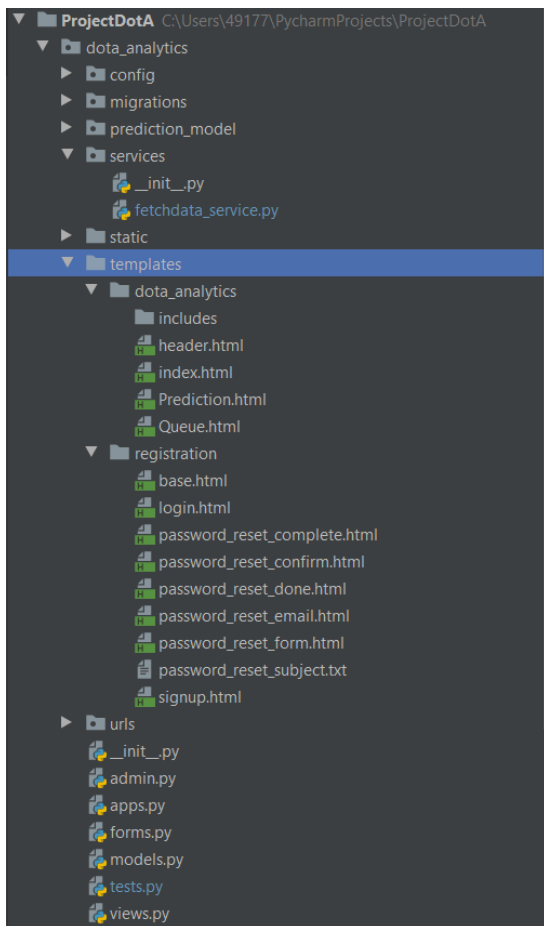 ProjectDotA C:\Users\49177\PycharmProjects\ProjectDotA
dota_analytics
config
migrations
prediction_model
services
__init__.py
fetchdata_service.py
static
templates
dota_analytics
includes
header.html
index.html
Prediction.html
Queue.html
registration
base.html
login.html
password_reset_complete.html
password_reset_confirm.html
password_reset_done.html
password_reset_email.html
password_reset_form.html
password_reset_subject.txt
signup.html
urls
__init__.py
admin.py
apps.py
forms.py
models.py
tests.py
views.py